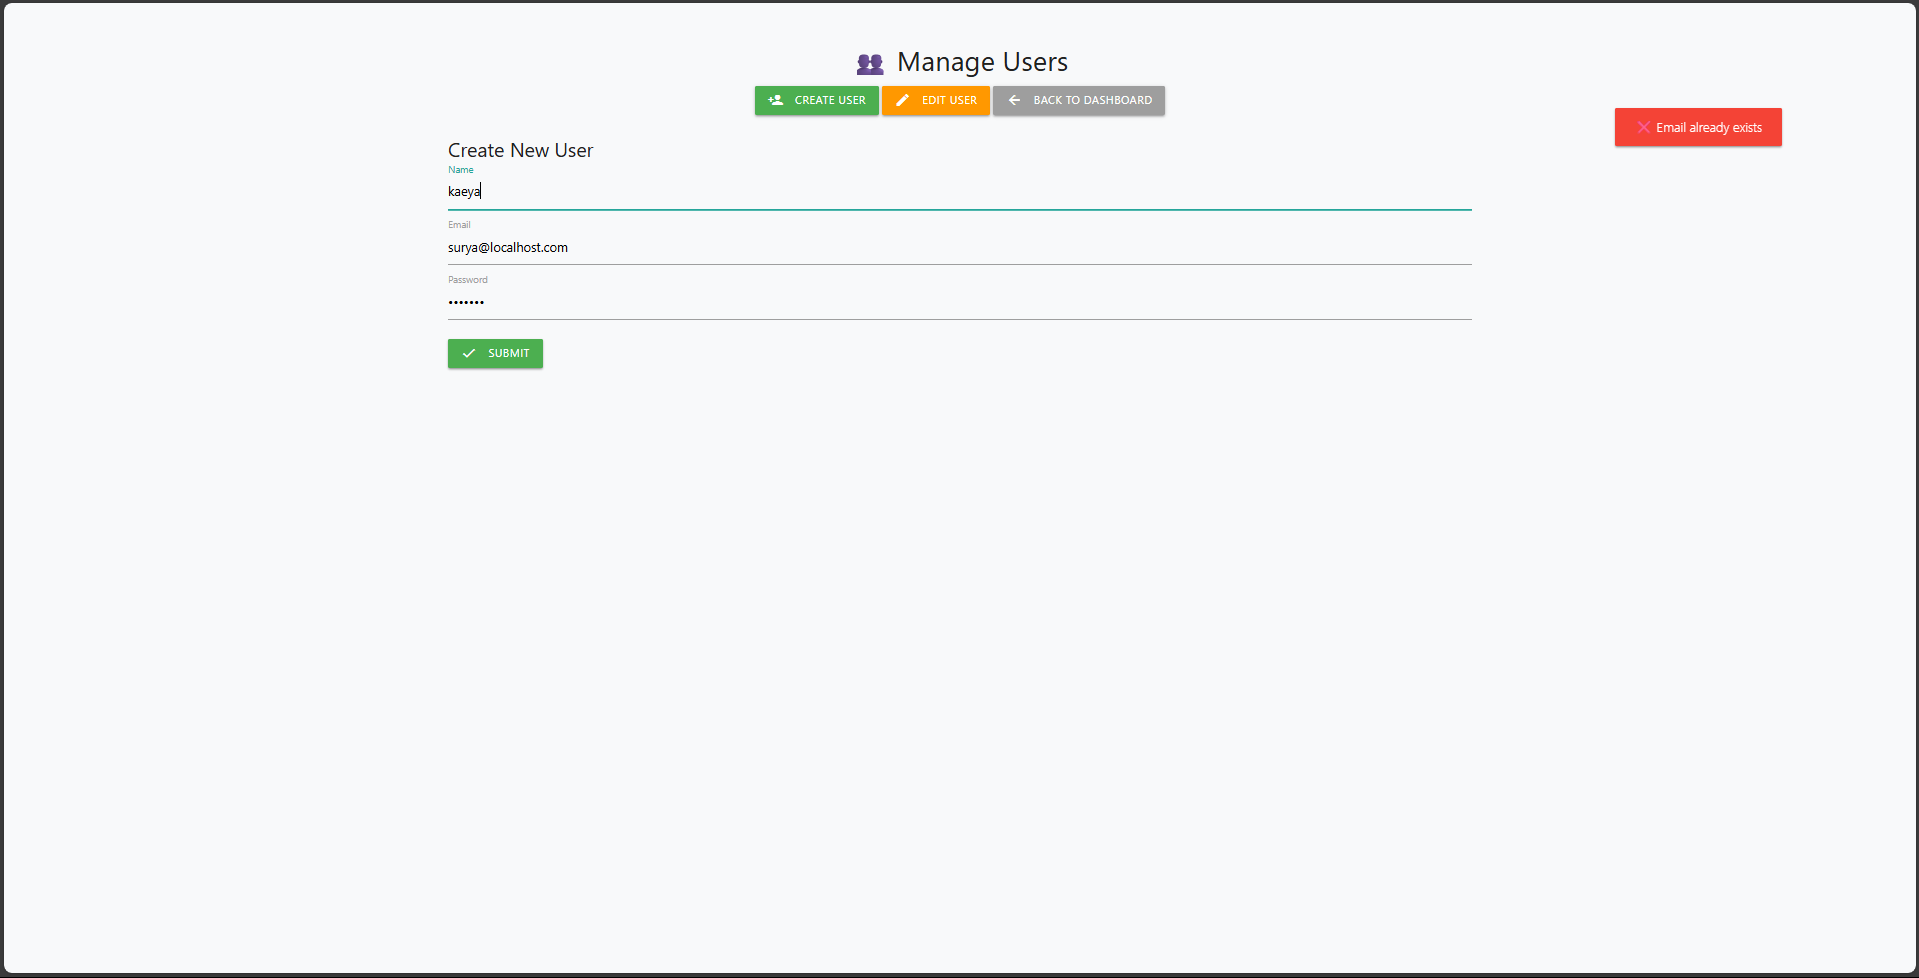 Manage Users
CREATE USER
EDIT USER
BACK TO DASHBOARD
Email already exists
Create New User
Name
kaeya
Email
surya@localhost.com
Password
•••••••
SUBMIT